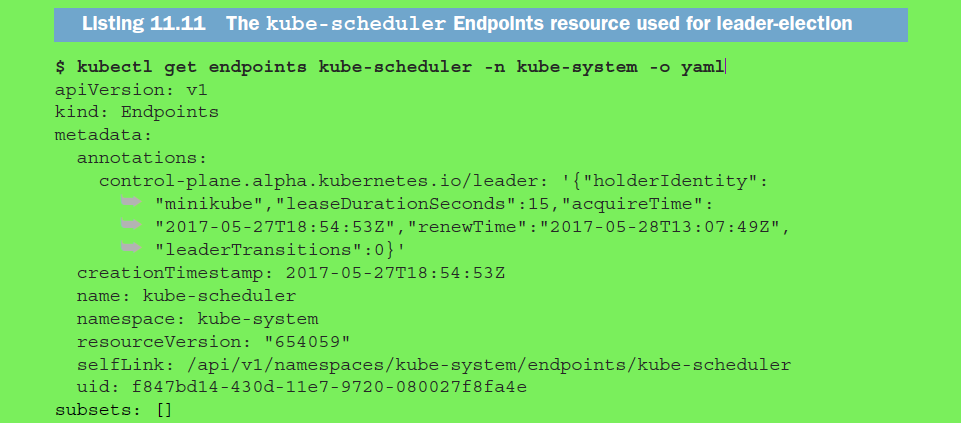 Listing 11.11 The kube-scheduler Endpoints resource used for leader-election
$ kubectl get endpoints kube-scheduler -n kube-system -o yaml
apiVersion: v1
kind: Endpoints
metadata:
  annotations:
    control-plane.alpha.kubernetes.io/leader: '{"holderIdentity":
      ➥ "minikube","leaseDurationSeconds":15,"acquireTime":
      ➥ "2017-05-27T18:54:53Z","renewTime":"2017-05-28T13:07:49Z",
      ➥ "leaderTransitions":0}'
  creationTimestamp: 2017-05-27T18:54:53Z
  name: kube-scheduler
  namespace: kube-system
  resourceVersion: "654059"
  selfLink: /api/v1/namespaces/kube-system/endpoints/kube-scheduler
  uid: f847bd14-430d-11e7-9720-080027f8fa4e
subsets: []